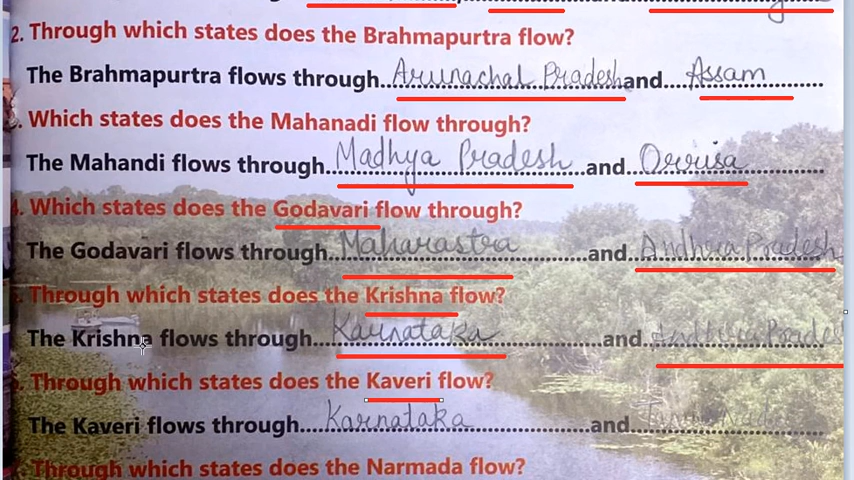 2. Through which states does the Brahmapurtra flow?
The Brahmapurtra flows through...Arunachal Pradesh and....Assam..........
Which states does the Mahanadi flow through?
The Mahandi flows through...Madhya Pradesh...and...Orrisa..............
Which states does the Godavari flow through?
The Godavari flows through...Maharastra..............and...Andhra Pradesh
Through which states does the Krishna flow?
The Krishna flows through....Karnataka..................and...Andhra Prades
Through which states does the Kaveri flow?
The Kaveri flows through....Karnataka..................and...Tamil Nadu
Through which states does the Narmada flow?